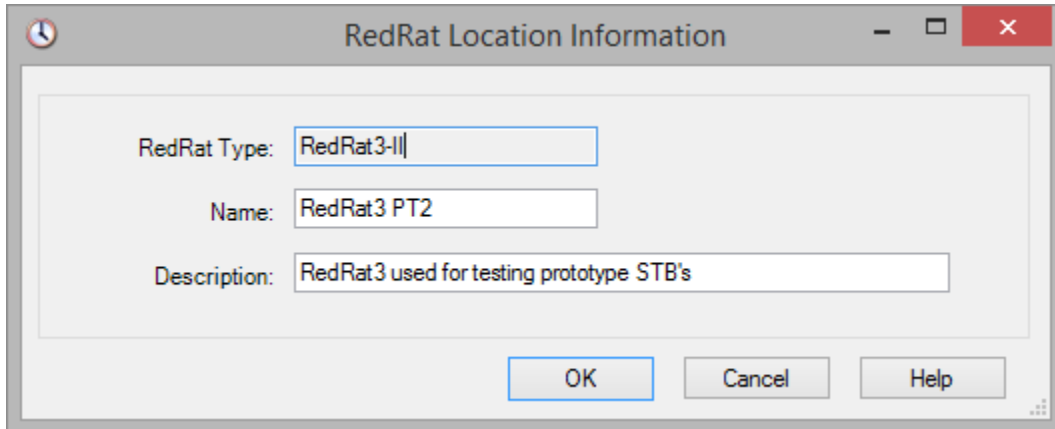 RedRat Location Information
RedRat Type: RedRat3-II
Name: RedRat3 PT2
Description: RedRat3 used for testing prototype STB's
OK Cancel Help